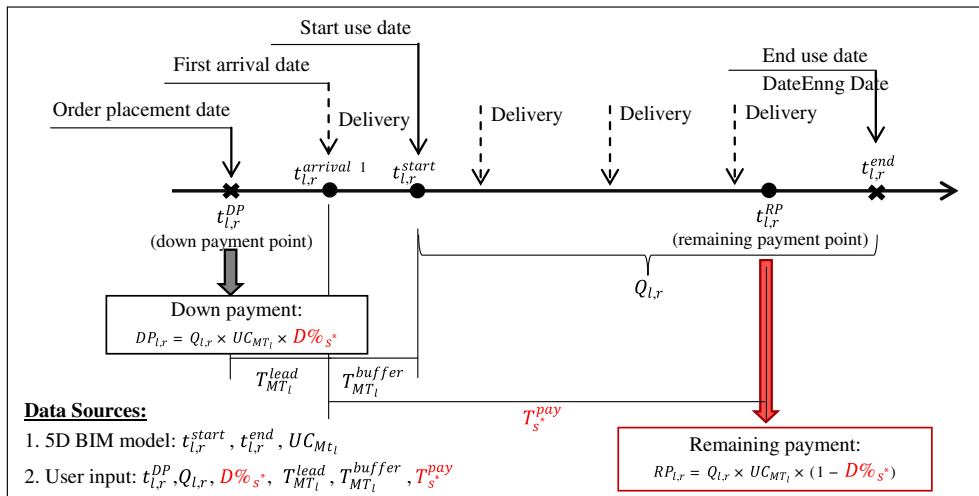 Start use date
First arrival date
End use date
DateEnng Date
Order placement date
Delivery
Delivery
Delivery
Delivery
t_{l,r}^{arrival 1}
t_{l,r}^{start}
t_{l,r}^{end}
t_{l,r}^{DP}
t_{l,r}^{RP}
(down payment point)
(remaining payment point)
Q_{l,r}
Down payment:
DP_{l,r} = Q_{l,r} × UC_{MT_l} × D%_{s*}
T_{MT_l}^{lead}
T_{MT_l}^{buffer}
T_{s*}^{pay}
Data Sources:
1. 5D BIM model: t_{l,r}^{start} , t_{l,r}^{end} , UC_{Mt_l}
2. User input: t_{l,r}^{DP} ,Q_{l,r}, D%_{s*}, T_{MT_l}^{lead}, T_{MT_l}^{buffer} ,T_{s*}^{pay}
Remaining payment:
RP_{l,r} = Q_{l,r} × UC_{MT_l} × (1 - D%_{s*})